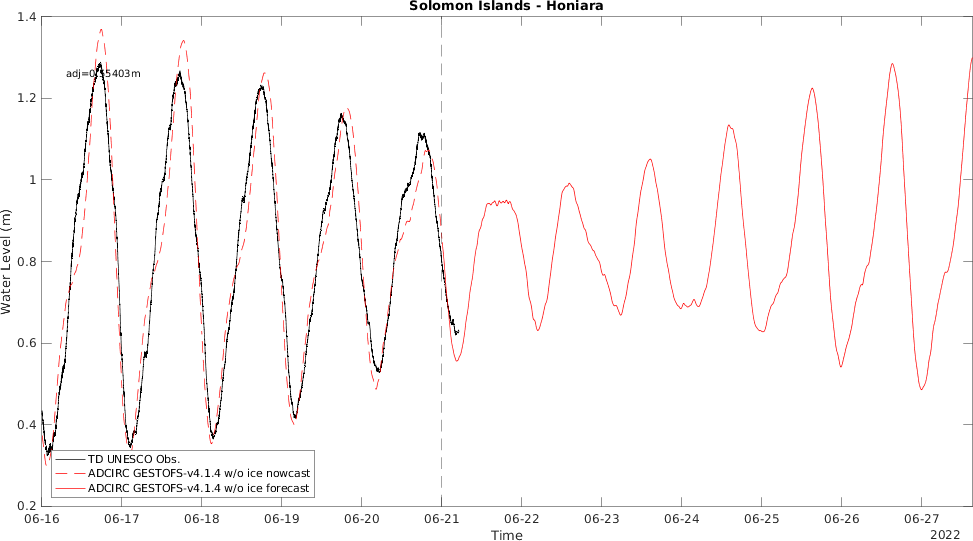 Solomon Islands - Honiara
1.4
1.2
1
0.8
0.6
0.4
0.2
Water Level (m)
TD UNESCO Obs.
ADCIRC GESTOFS-v4.1.4 w/o ice nowcast
ADCIRC GESTOFS-v4.1.4 w/o ice forecast
06-16 06-17 06-18 06-19 06-20 06-21 06-22 06-23 06-24 06-25 06-26 06-27
2022
Time